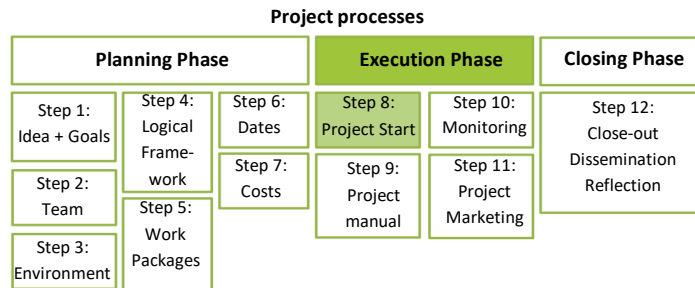 Project processes
Planning Phase
Execution Phase
Closing Phase
Step 1:
Idea + Goals
Step 2:
Team
Step 3:
Environment
Step 4:
Logical
Frame-
work
Step 5:
Work
Packages
Step 6:
Dates
Step 7:
Costs
Step 8:
Project Start
Step 9:
Project
manual
Step 10:
Monitoring
Step 11:
Project
Marketing
Step 12:
Close-out
Dissemination
Reflection